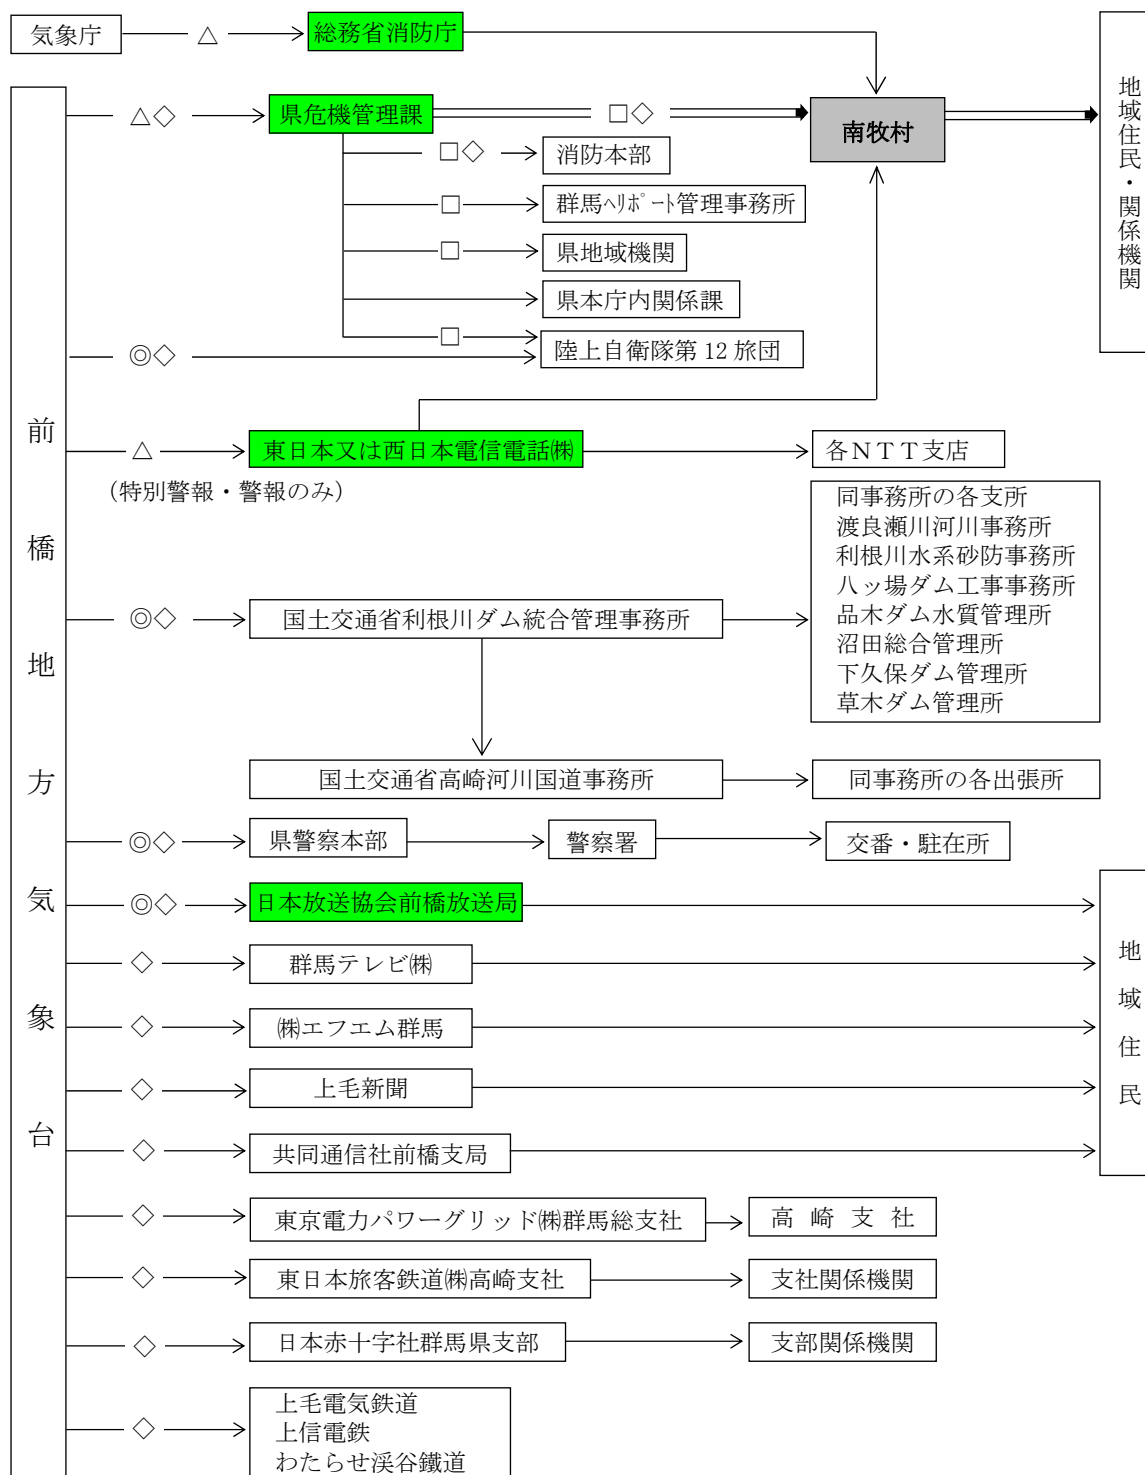 気象庁 △ 総務省消防庁
△◇ 県危機管理課 □◇ 南牧村
地域住民・関係機関
□◇ 消防本部
□ 群馬ヘリポート管理事務所
□ 県地域機関
県本庁内関係課
□ 陸上自衛隊第12旅団
◎◇
前橋地方気象台
△ 東日本又は西日本電信電話㈱ 各NTT支店
(特別警報・警報のみ)
◎◇ 国土交通省利根川ダム統合管理事務所
同事務所の各支所
渡良瀬川河川事務所
利根川水系砂防事務所
八ッ場ダム工事事務所
品木ダム水質管理所
沼田総合管理所
下久保ダム管理所
草木ダム管理所
国土交通省高崎河川国道事務所 同事務所の各出張所
◎◇ 県警察本部 警察署 交番・駐在所
◎◇ 日本放送協会前橋放送局
地域住民
◇ 群馬テレビ㈱
◇ ㈱エフエム群馬
◇ 上毛新聞
◇ 共同通信社前橋支局
◇ 東京電力パワーグリッド㈱群馬総支社 高崎支社
◇ 東日本旅客鉄道㈱高崎支社 支社関係機関
◇ 日本赤十字社群馬県支部 支部関係機関
◇ 上毛電気鉄道
上信電鉄
わたらせ渓谷鐵道